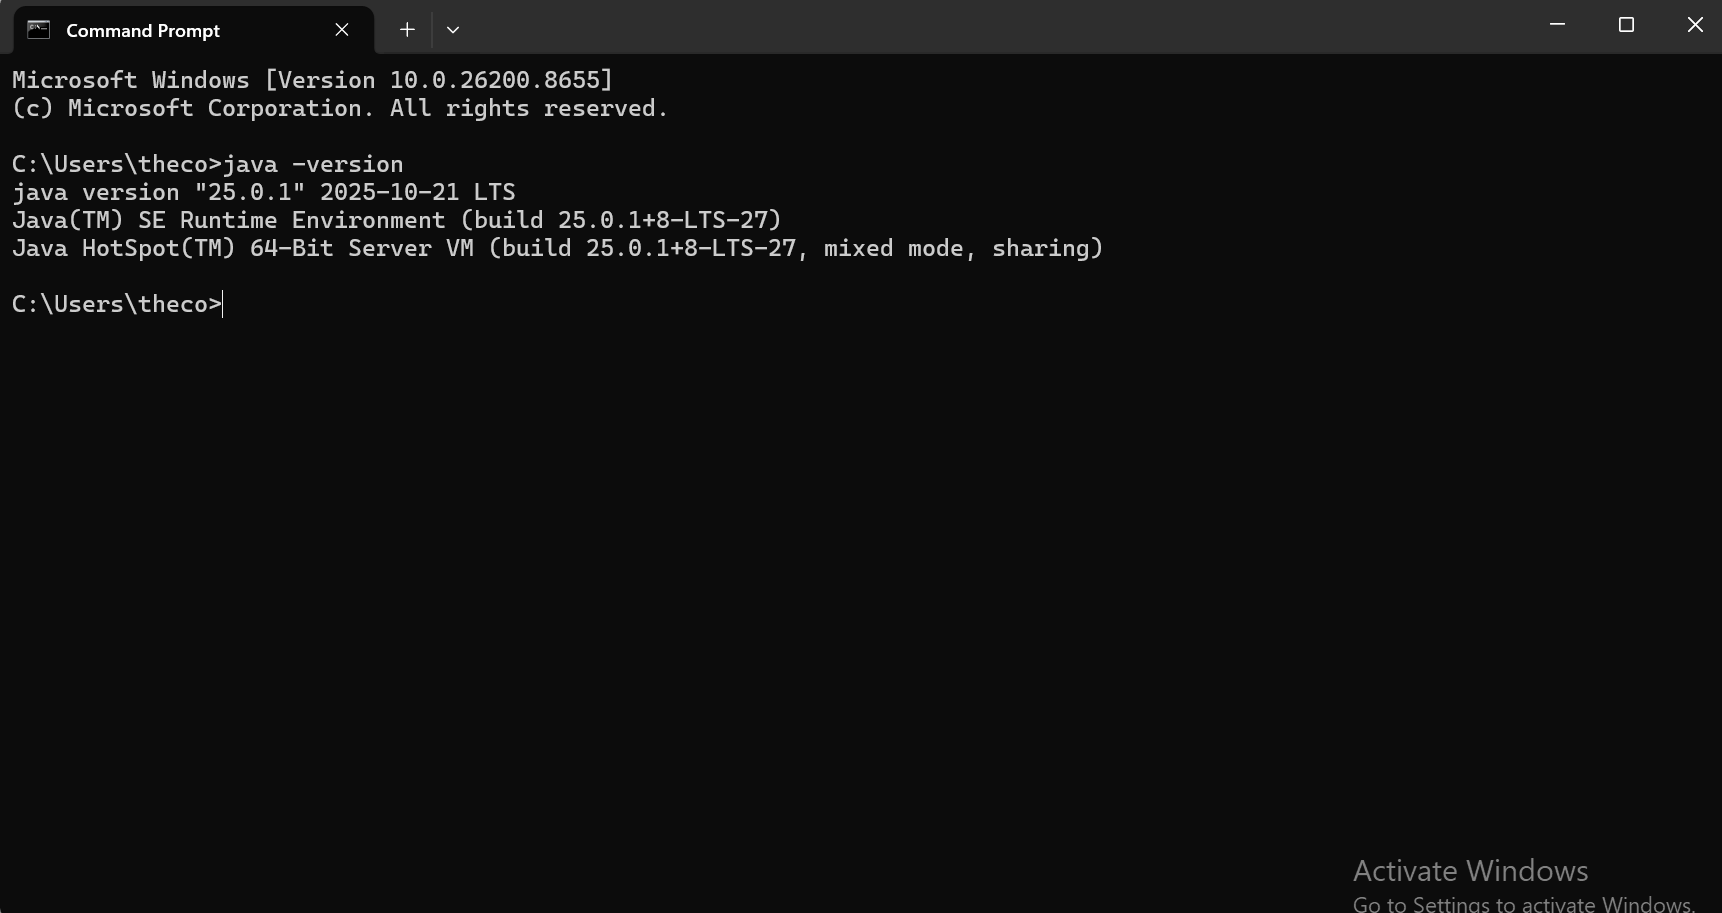 Command Prompt
Microsoft Windows [Version 10.0.26200.8655]
(c) Microsoft Corporation. All rights reserved.
C:\Users\theco>java -version
java version "25.0.1" 2025-10-21 LTS
Java(TM) SE Runtime Environment (build 25.0.1+8-LTS-27)
Java HotSpot(TM) 64-Bit Server VM (build 25.0.1+8-LTS-27, mixed mode, sharing)
C:\Users\theco>
Activate Windows
Go to Settings to activate Windows.